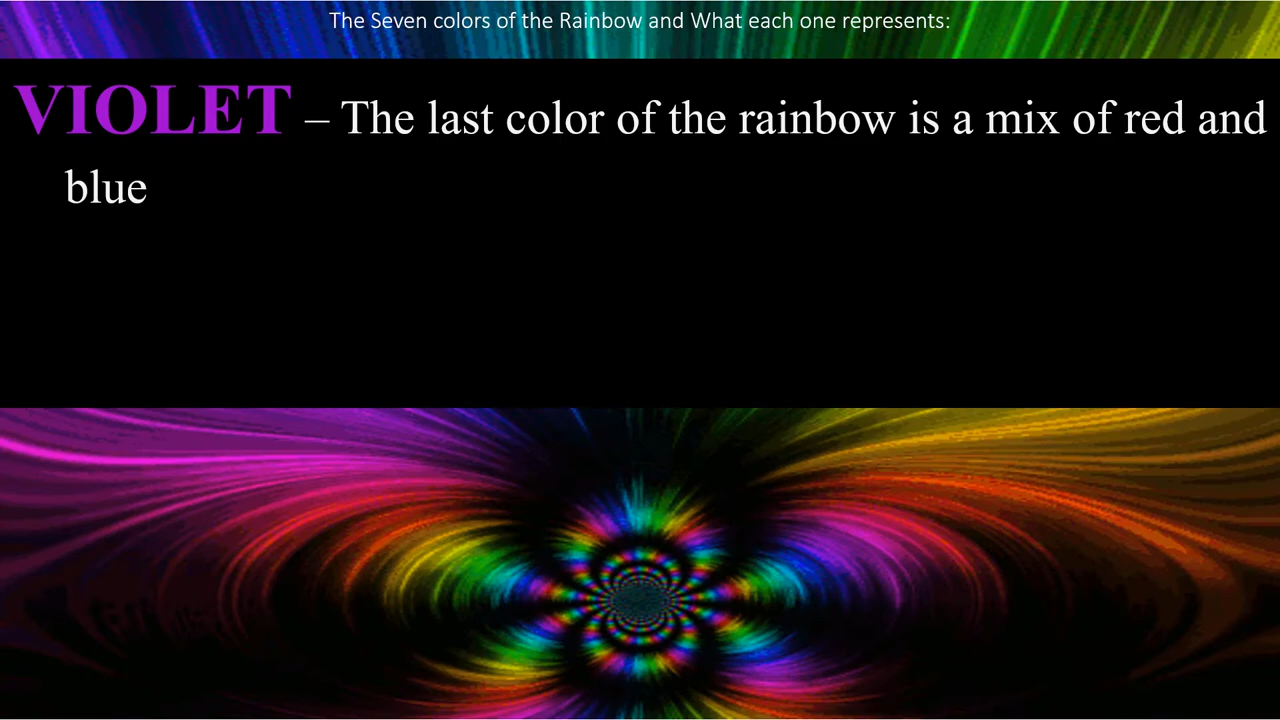 The Seven colors of the Rainbow and What each one represents:
VIOLET – The last color of the rainbow is a mix of red and
blue